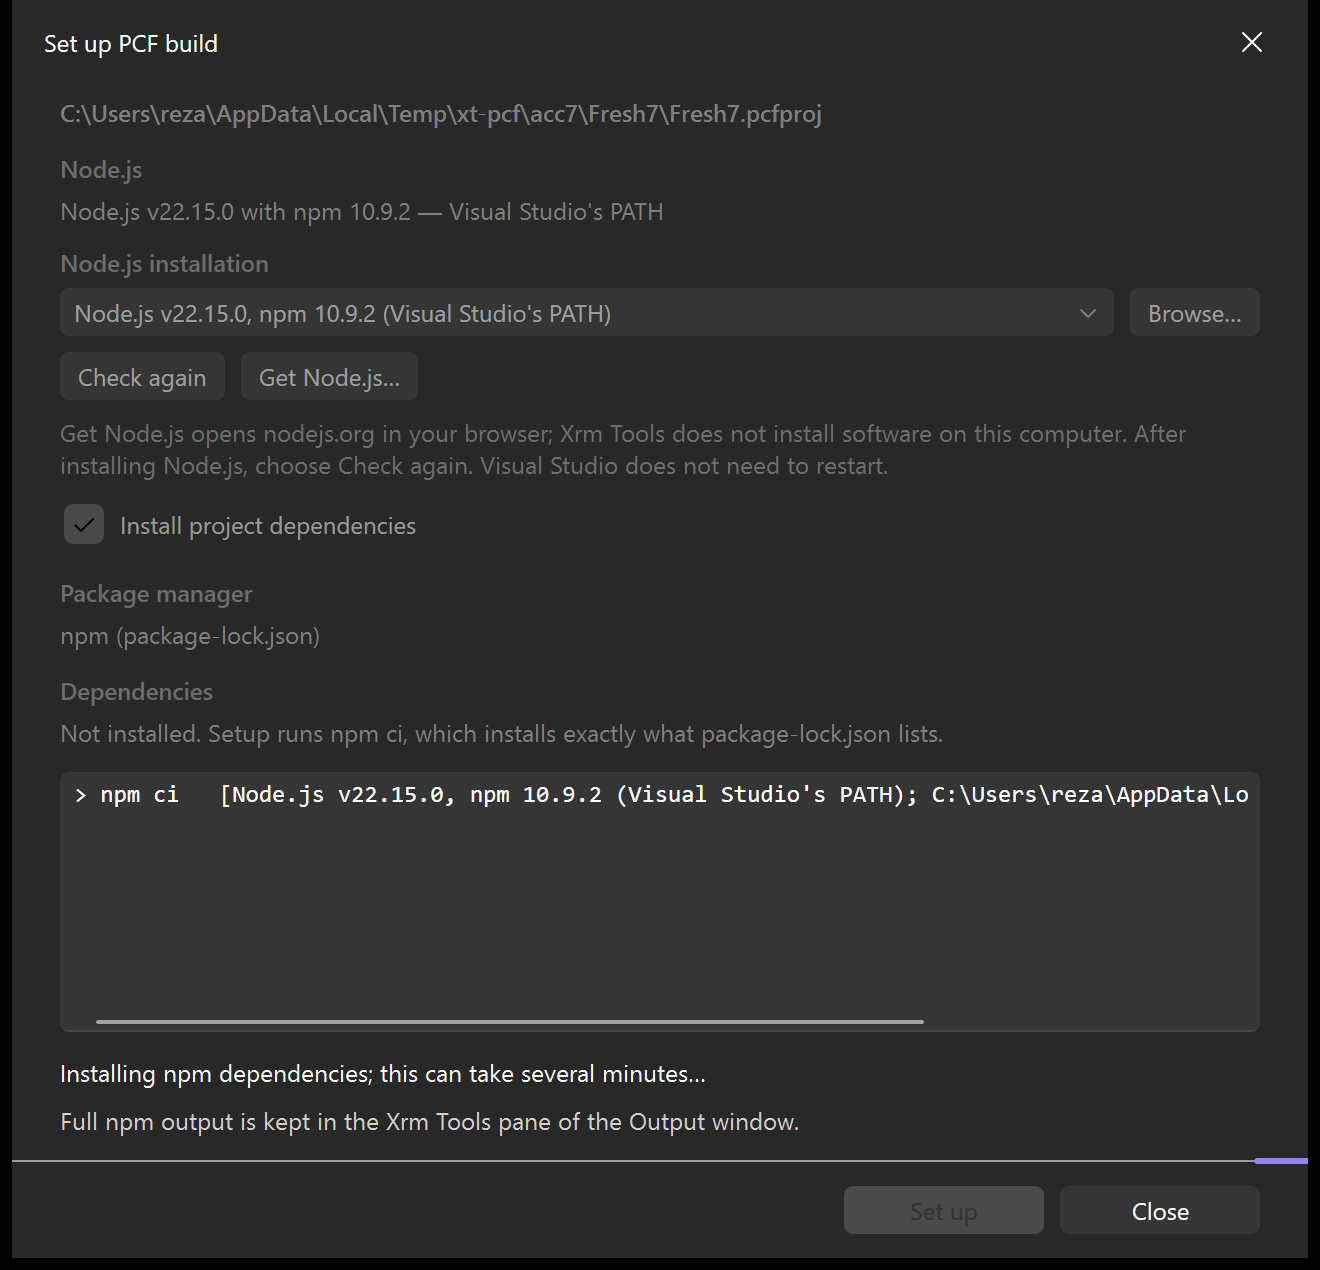 Set up PCF build
C:\Users\reza\AppData\Local\Temp\xt-pcf\acc7\Fresh7\Fresh7.pcfproj
Node.js
Node.js v22.15.0 with npm 10.9.2 — Visual Studio's PATH
Node.js installation
Node.js v22.15.0, npm 10.9.2 (Visual Studio's PATH)
Browse...
Check again
Get Node.js...
Get Node.js opens nodejs.org in your browser; Xrm Tools does not install software on this computer. After
installing Node.js, choose Check again. Visual Studio does not need to restart.
Install project dependencies
Package manager
npm (package-lock.json)
Dependencies
Not installed. Setup runs npm ci, which installs exactly what package-lock.json lists.
> npm ci   [Node.js v22.15.0, npm 10.9.2 (Visual Studio's PATH); C:\Users\reza\AppData\Lo
Installing npm dependencies; this can take several minutes...
Full npm output is kept in the Xrm Tools pane of the Output window.
Set up
Close